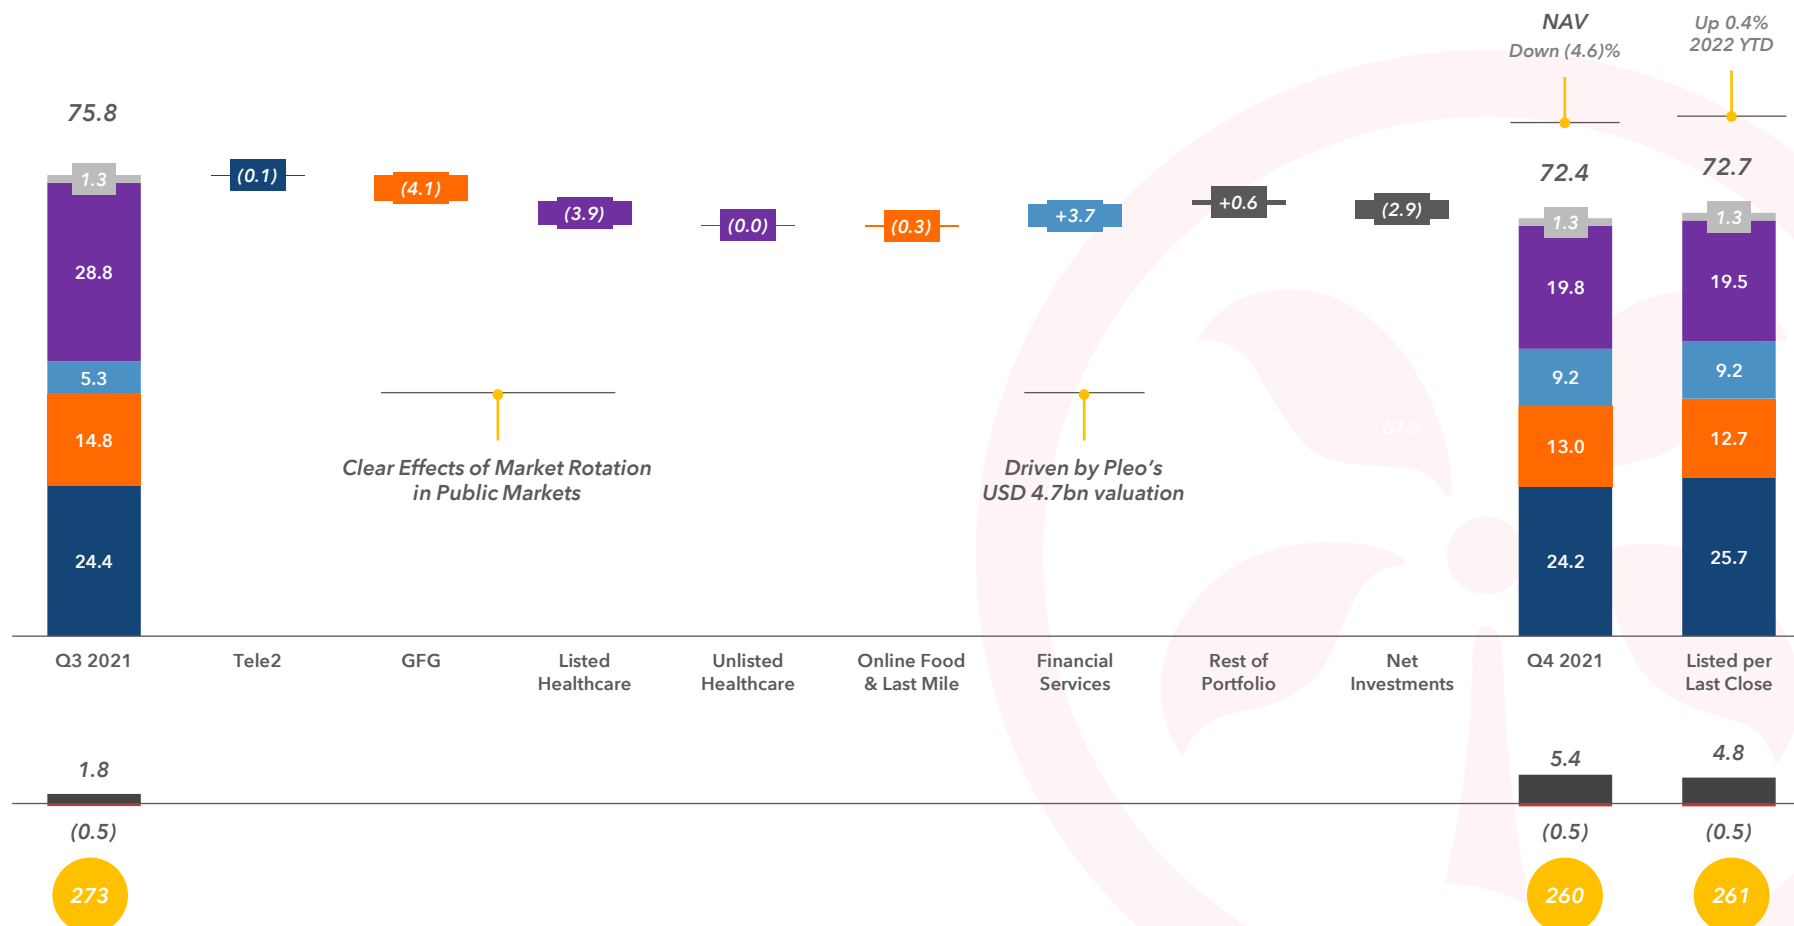 NAV
Down (4.6)%
Up 0.4%
2022 YTD
75.8
72.4
72.7
1.3
(0.1)
(4.1)
(3.9)
(0.0)
(0.3)
+3.7
+0.6
(2.9)
1.3
1.3
28.8
19.8
19.5
5.3
9.2
9.2
14.8
67.5
13.0
12.7
Clear Effects of Market Rotation
in Public Markets
Driven by Pleo's
USD 4.7bn valuation
24.4
24.2
25.7
Q3 2021
Tele2
GFG
Listed
Healthcare
Unlisted
Healthcare
Online Food
& Last Mile
Financial
Services
Rest of
Portfolio
Net
Investments
Q4 2021
Listed per
Last Close
1.8
5.4
4.8
(0.5)
(0.5)
(0.5)
273
260
261